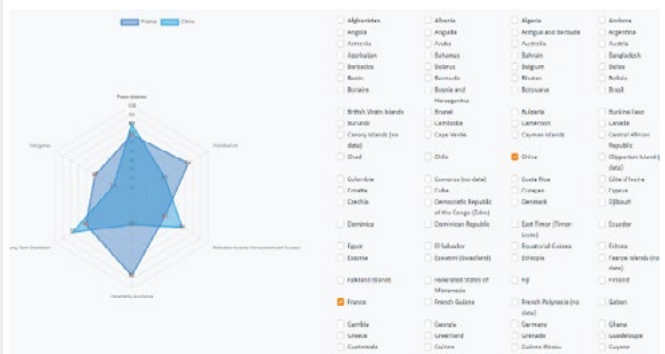 France China
Power distance
100
Individualism
Motivation towards Achievement and Success
Uncertainty avoidance
Long Term Orientation
Indulgence
Afghanistan Albania Algeria Andorra
Angola Anguilla Antigua and Barbuda Argentina
Armenia Aruba Australia Austria
Azerbaijan Bahamas Bahrain Bangladesh
Barbados Belarus Belgium Belize
Benin Bermuda Bhutan Bolivia
Bonaire Bosnia and Botswana Brazil
Herzegovina
British Virgin Islands Brunei Bulgaria Burkina Faso
Burundi Cambodia Cameroon Canada
Canary Islands (no Cape Verde Cayman Islands Central African
data) Republic
Chad Chile China Clipperton Island (
data)
Colombia Comoros (no data) Costa Rica Côte d'Ivoire
Croatia Cuba Curaçao Cyprus
Czechia Democratic Republic Denmark Djibouti
of the Congo (Zaire)
Dominica Dominican Republic East Timor (Timor Ecuador
Leste)
Egypt El Salvador Equatorial Guinea Eritrea
Estonia Eswatini (Swaziland) Ethiopia Faeroe Islands (no
data)
Falkland Islands Federated States of Fiji Finland
Micronesia
France French Guiana French Polynesia (no Gabon
data)
Gambia Georgia Germany Ghana
Greece Greenland Grenada Guadeloupe
Guatemala Guinea Guinea Bissau Guyana